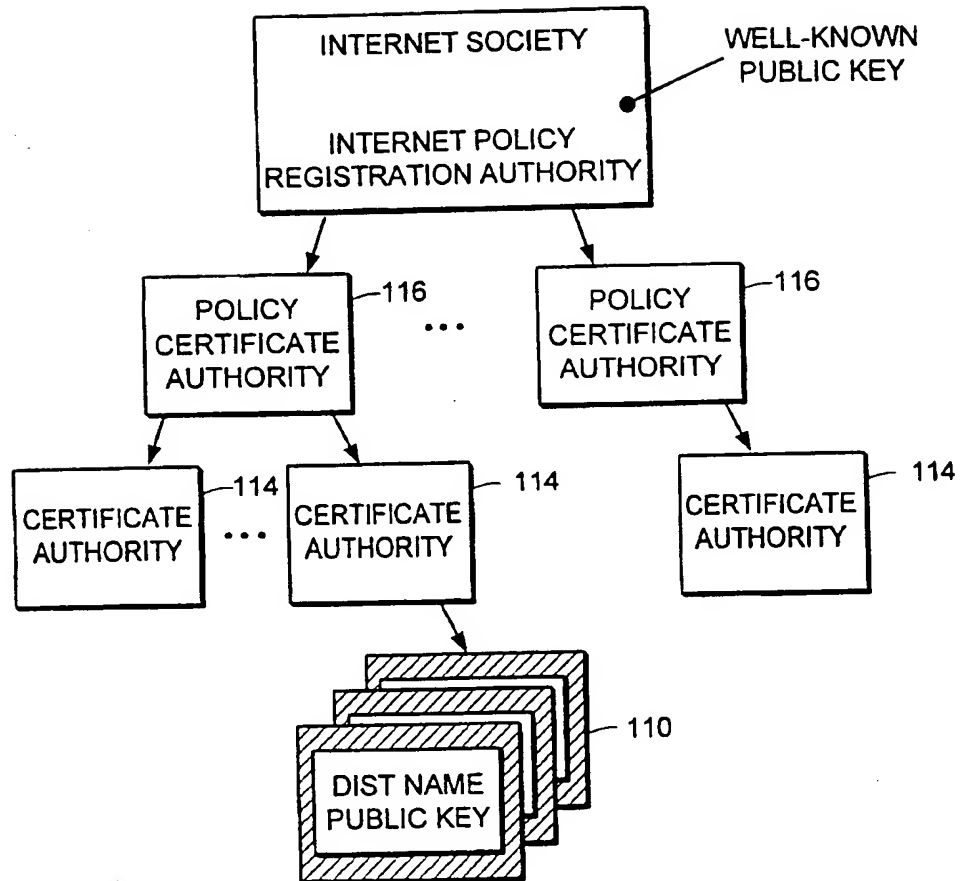 INTERNET SOCIETY
INTERNET POLICY
REGISTRATION AUTHORITY
WELL-KNOWN
PUBLIC KEY
POLICY
CERTIFICATE
AUTHORITY
116
...
POLICY
CERTIFICATE
AUTHORITY
116
CERTIFICATE
AUTHORITY
114
...
CERTIFICATE
AUTHORITY
114
CERTIFICATE
AUTHORITY
114
110
DIST NAME
PUBLIC KEY